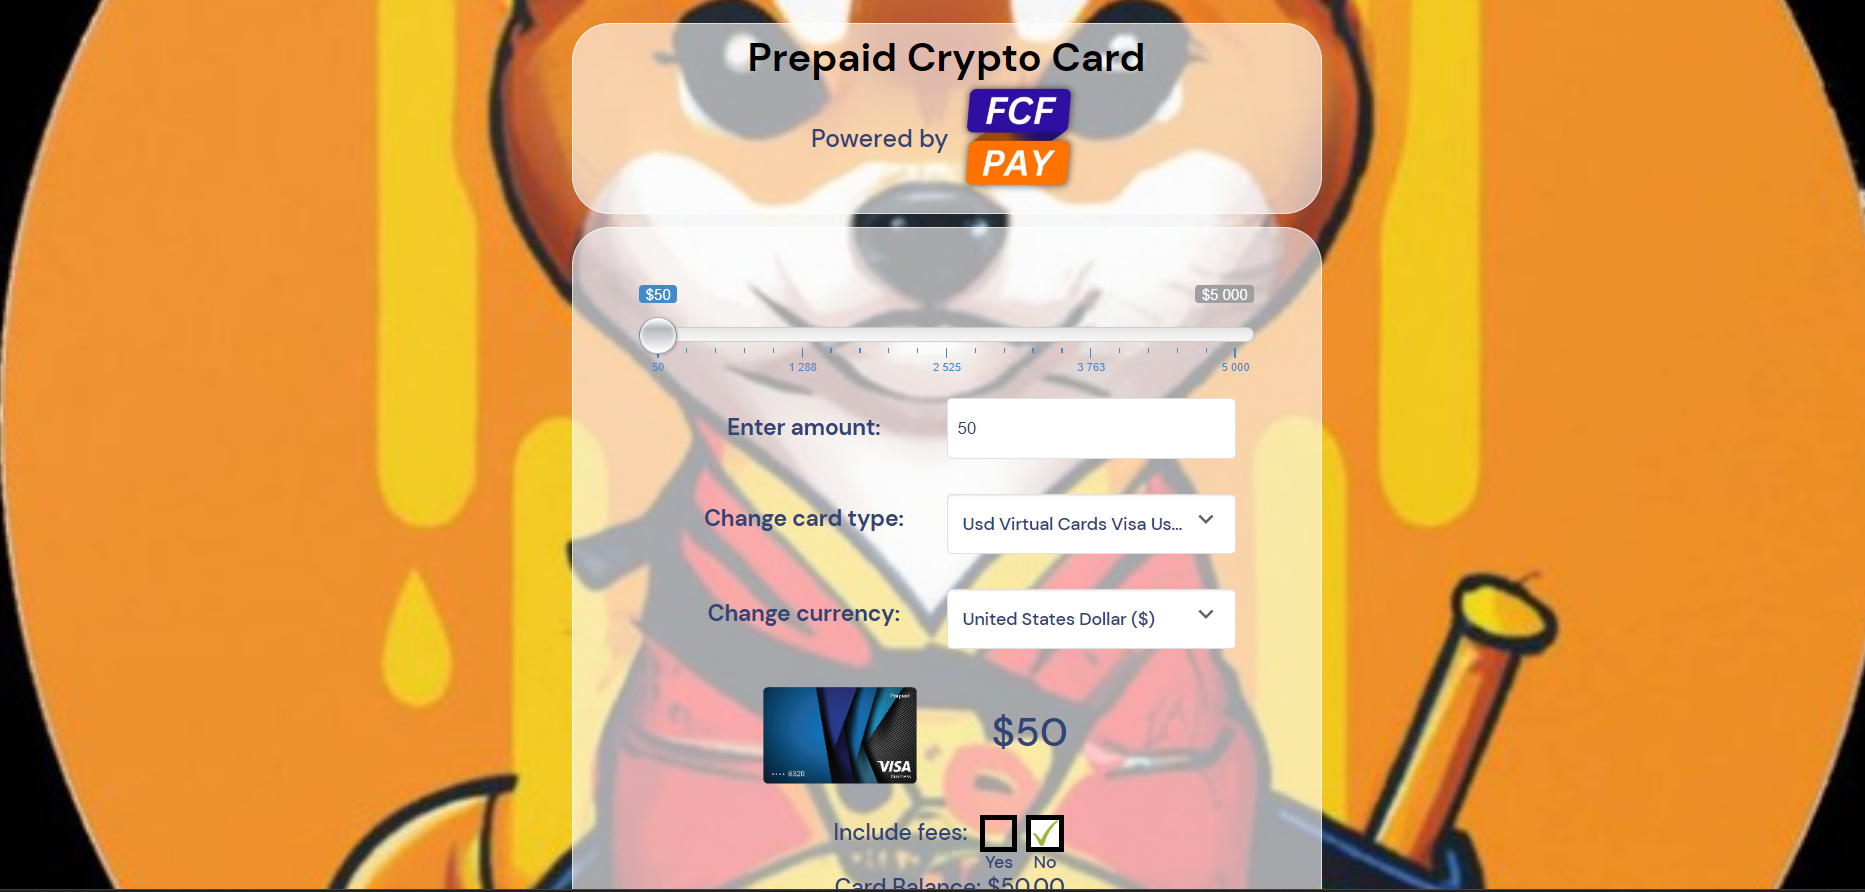 Prepaid Crypto Card
Powered by
FCF
PAY
$50
$5 000
50
1 288
2 525
3 763
5 000
Enter amount:
50
Change card type:
Usd Virtual Cards Visa Us...
Change currency:
United States Dollar ($)
Prepaid
•••• 8320
VISA
Business
$50
Include fees:
Yes
No
Card Balance: $50.00